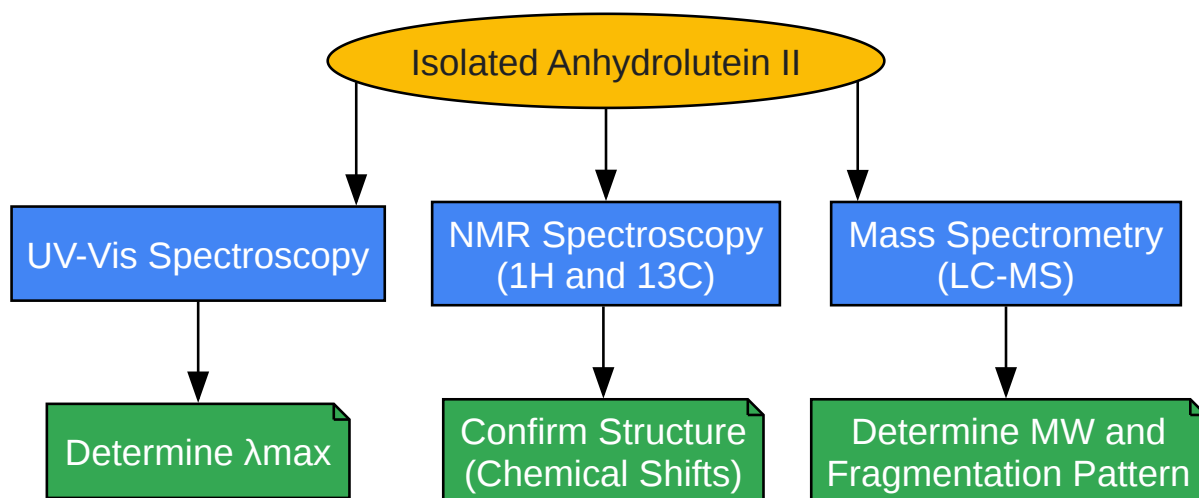 Isolated Anhydrolutein II
UV-Vis Spectroscopy
NMR Spectroscopy
(1H and 13C)
Mass Spectrometry
(LC-MS)
Determine λmax
Confirm Structure
(Chemical Shifts)
Determine MW and
Fragmentation Pattern